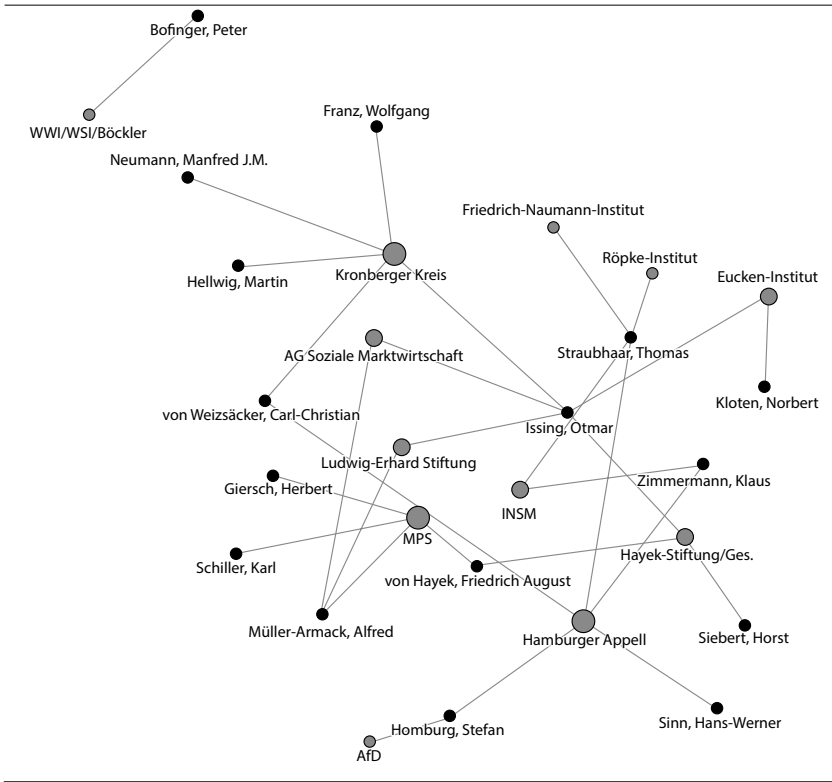 Bofinger, Peter
WWI/WSI/Böckler
Franz, Wolfgang
Neumann, Manfred J.M.
Friedrich-Naumann-Institut
Röpke-Institut
Eucken-Institut
Kronberger Kreis
Hellwig, Martin
AG Soziale Marktwirtschaft
Straubhaar, Thomas
Kloten, Norbert
von Weizsäcker, Carl-Christian
Issing, Otmar
Ludwig-Erhard Stiftung
Giersch, Herbert
Zimmermann, Klaus
INSM
MPS
Hayek-Stiftung/Ges.
Schiller, Karl
von Hayek, Friedrich August
Müller-Armack, Alfred
Hamburger Appell
Siebert, Horst
Homburg, Stefan
Sinn, Hans-Werner
AfD